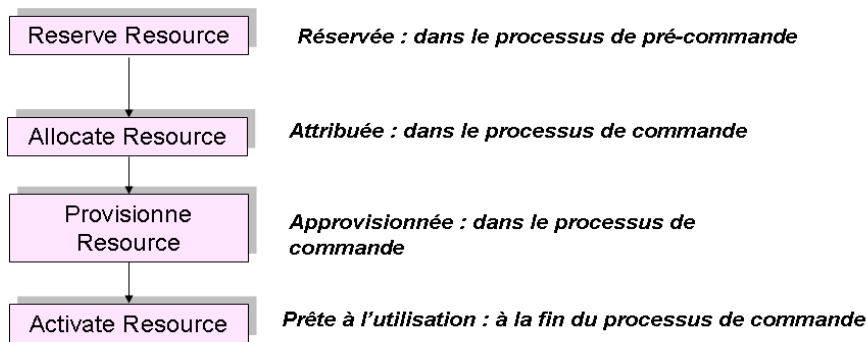 Reserve Resource
Réservée : dans le processus de pré-commande
Allocate Resource
Attribuée : dans le processus de commande
Provisionne
Resource
Approvisionnée : dans le processus de
commande
Activate Resource
Prête à l'utilisation : à la fin du processus de commande